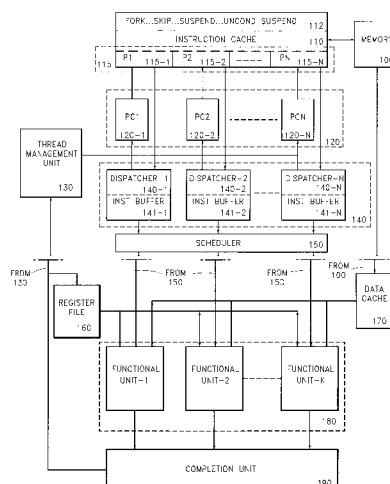 FORK...SKIP...SUSPEND...UNCOND SUSPEND
112
110
INSTRUCTION CACHE
MEMORY
100
P1 P2 PN
115
115-1 115-2 115-N
PC1 PC2 PCN
120-1 120-2 120-N
120
THREAD
MANAGEMENT
UNIT
130
DISPATCHER-1 DISPATCHER-2 DISPATCHER-N
140-1 140-2 140-N
INST BUFFER INST BUFFER INST BUFFER
141-1 141-2 141-N
140
SCHEDULER 150
FROM
130
FROM
150
FROM
150
FROM
100
REGISTER
FILE
160
DATA
CACHE
170
FUNCTIONAL
UNIT-1
FUNCTIONAL
UNIT-2
FUNCTIONAL
UNIT-K
180
COMPLETION UNIT
190